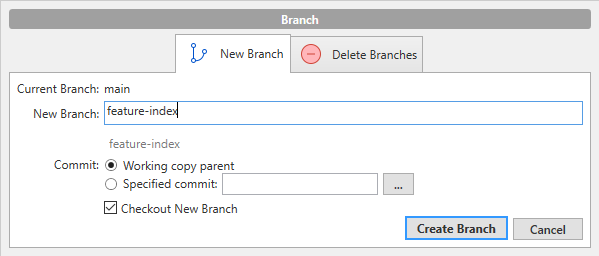 Branch
New Branch
Delete Branches
Current Branch: main
New Branch: feature-index
feature-index
Commit: Working copy parent
Specified commit: ...
Checkout New Branch
Create Branch Cancel